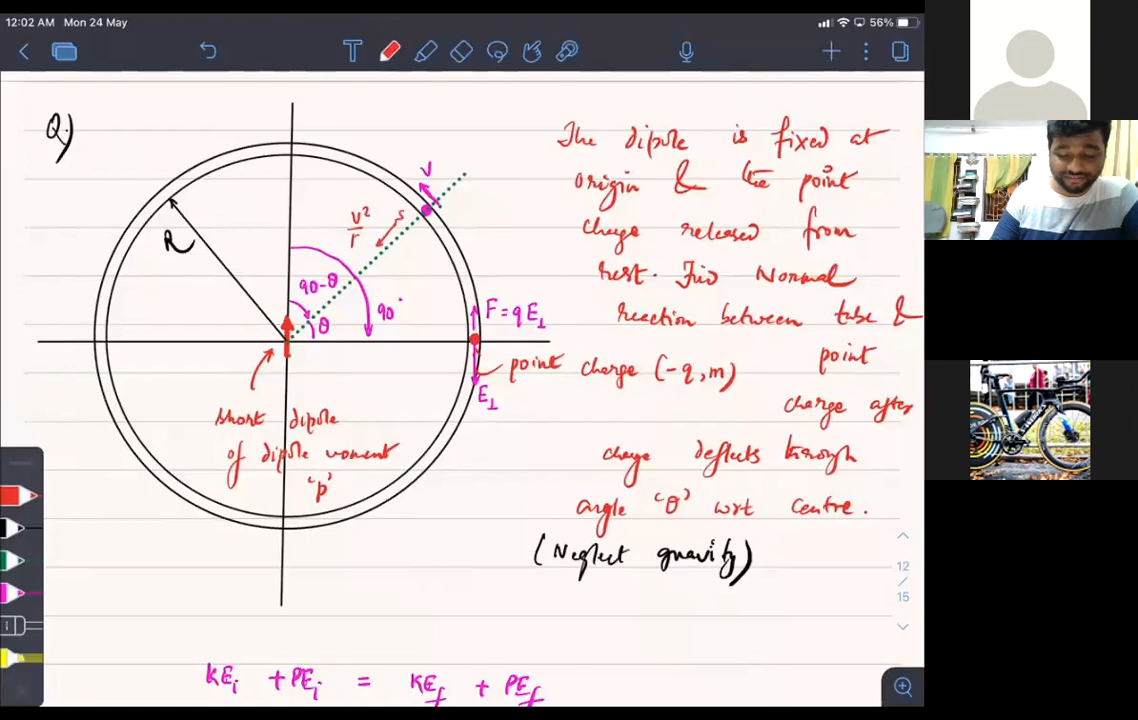 12:02 AM Mon 24 May
56%
T
Q.)
The dipole is fixed at
origin & the point
charge released from
rest. Find Normal
reaction between tube &
point
charge after
charge deflects through
angle 'θ' wrt centre.
(Neglect gravity)
V
V²
r
R
90-θ
θ
90°
F = qE⊥
point charge (-q, m)
E⊥
short dipole
of dipole moment
'p'
12
/
15
KEi + PEi = KEf + PEf